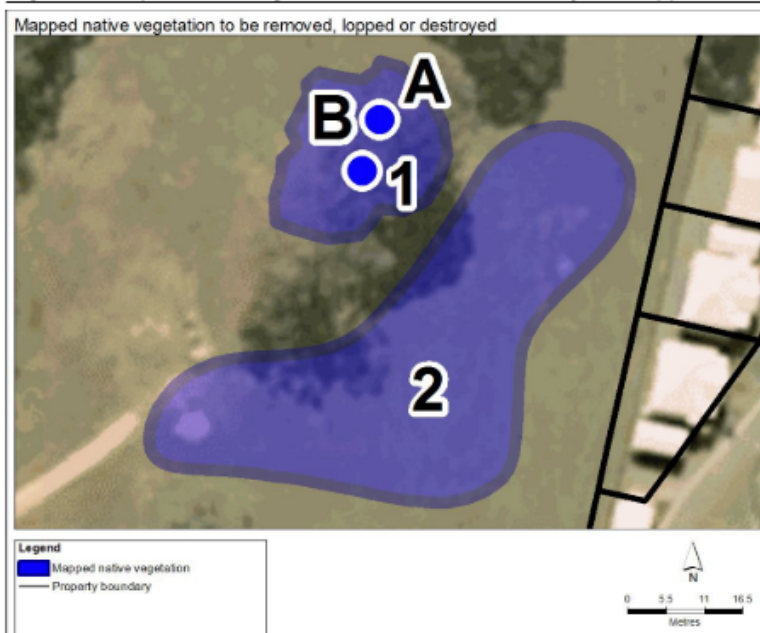 Mapped native vegetation to be removed, lopped or destroyed
A
B
1
2
Legend
Mapped native vegetation
Property boundary
N
0 5.5 11 16.5
Metres